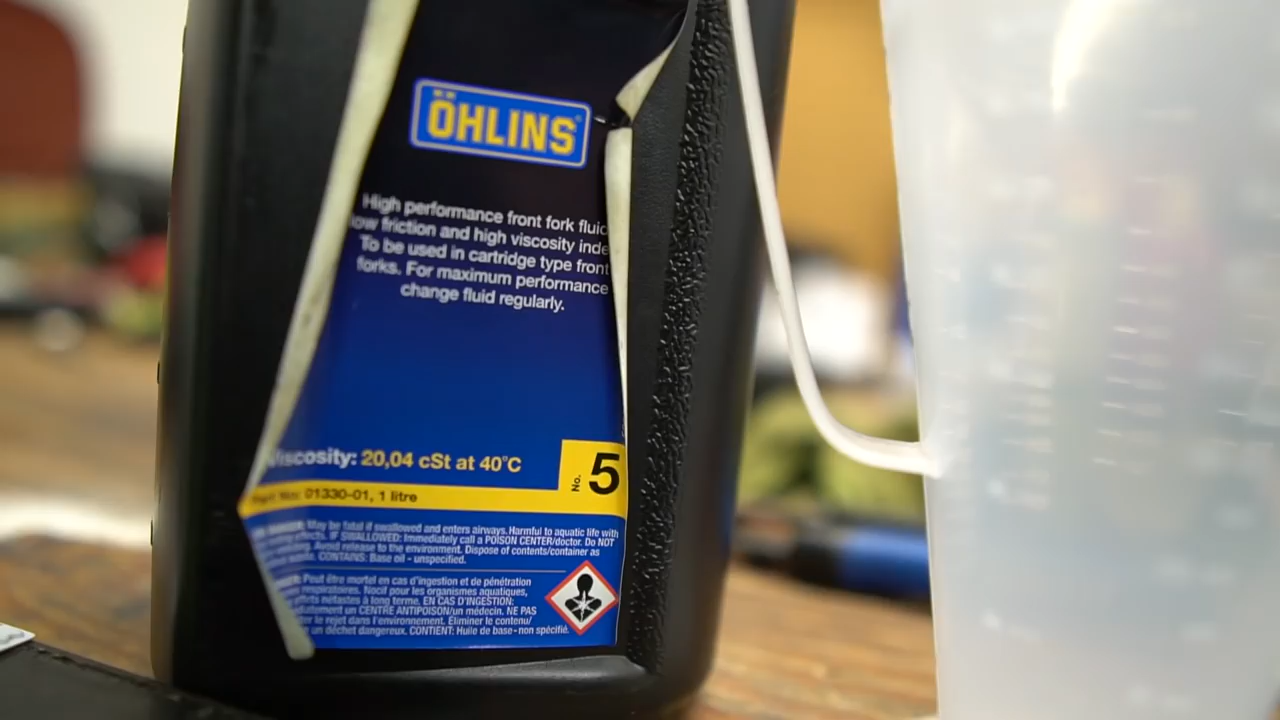 ÖHLINS
High performance front fork fluid
low friction and high viscosity inde
To be used in cartridge type front
forks. For maximum performance
change fluid regularly.
Viscosity: 20,04 cSt at 40°C
No. 5
01330-01, 1 litre
May be fatal if swallowed and enters airways. Harmful to aquatic life with
effects. IF SWALLOWED: Immediately call a POISON CENTER/doctor. Do NOT
Avoid release to the environment. Dispose of contents/container as
CONTAINS: Base oil - unspecified.
Peut être mortel en cas d'ingestion et de pénétration
respiratoires. Nocif pour les organismes aquatiques,
effets néfastes à long terme. EN CAS D'INGESTION:
un CENTRE ANTIPOISON/un médecin. NE PAS
le rejet dans l'environnement. Éliminer le contenu/
un déchet dangereux. CONTIENT: Huile de base - non spécifié.